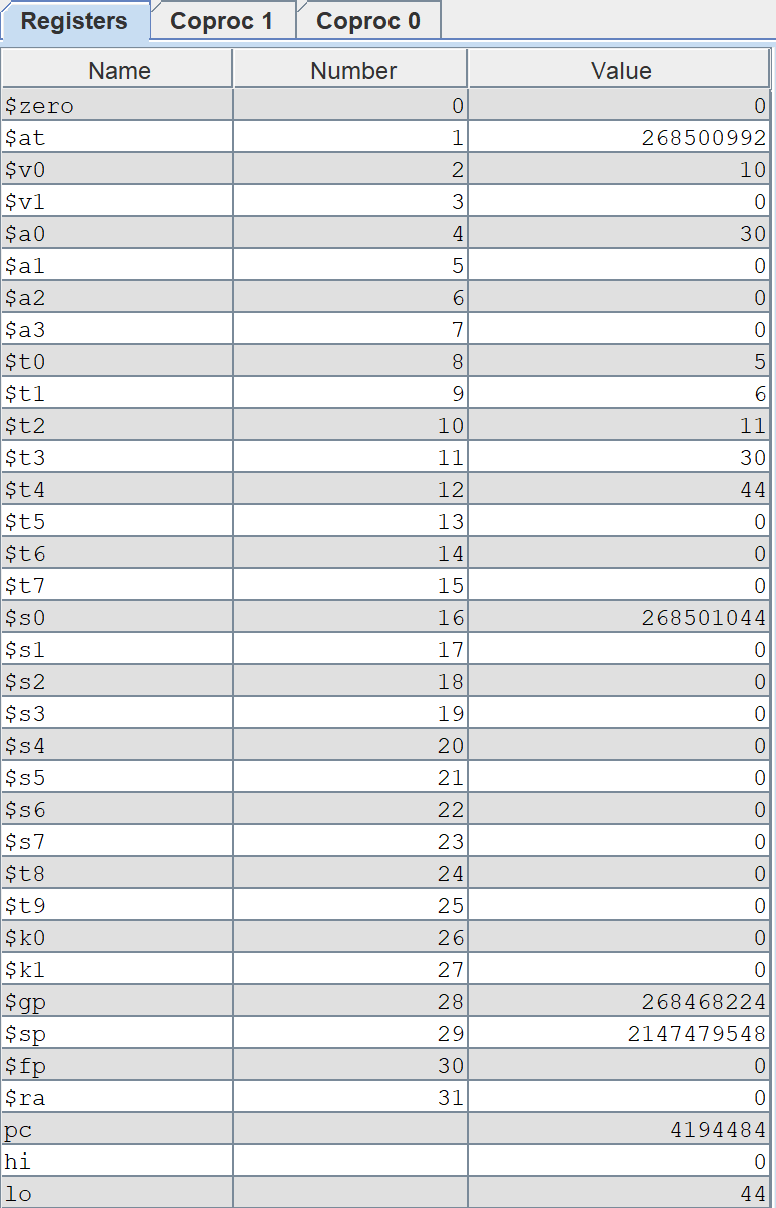 Registers Coproc 1 Coproc 0
Name Number Value
$zero 0 0
$at 1 268500992
$v0 2 10
$v1 3 0
$a0 4 30
$a1 5 0
$a2 6 0
$a3 7 0
$t0 8 5
$t1 9 6
$t2 10 11
$t3 11 30
$t4 12 44
$t5 13 0
$t6 14 0
$t7 15 0
$s0 16 268501044
$s1 17 0
$s2 18 0
$s3 19 0
$s4 20 0
$s5 21 0
$s6 22 0
$s7 23 0
$t8 24 0
$t9 25 0
$k0 26 0
$k1 27 0
$gp 28 268468224
$sp 29 2147479548
$fp 30 0
$ra 31 0
pc 4194484
hi 0
lo 44